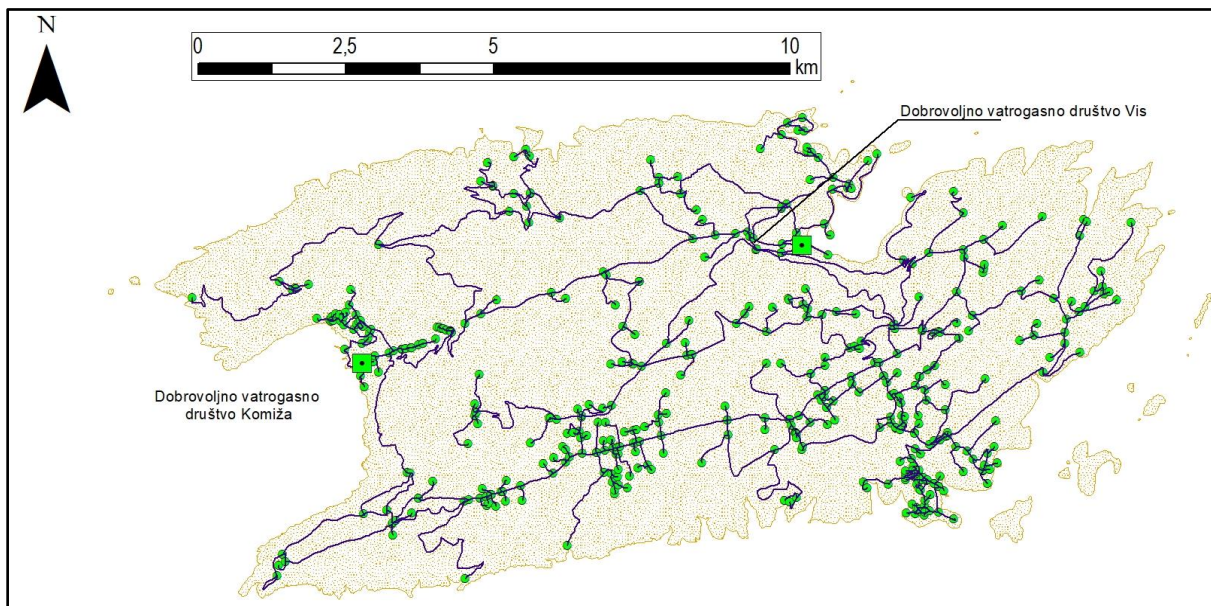 N
0 2,5 5 10
km
Dobrovoljno vatrogasno društvo Vis
Dobrovoljno vatrogasno
društvo Komiža